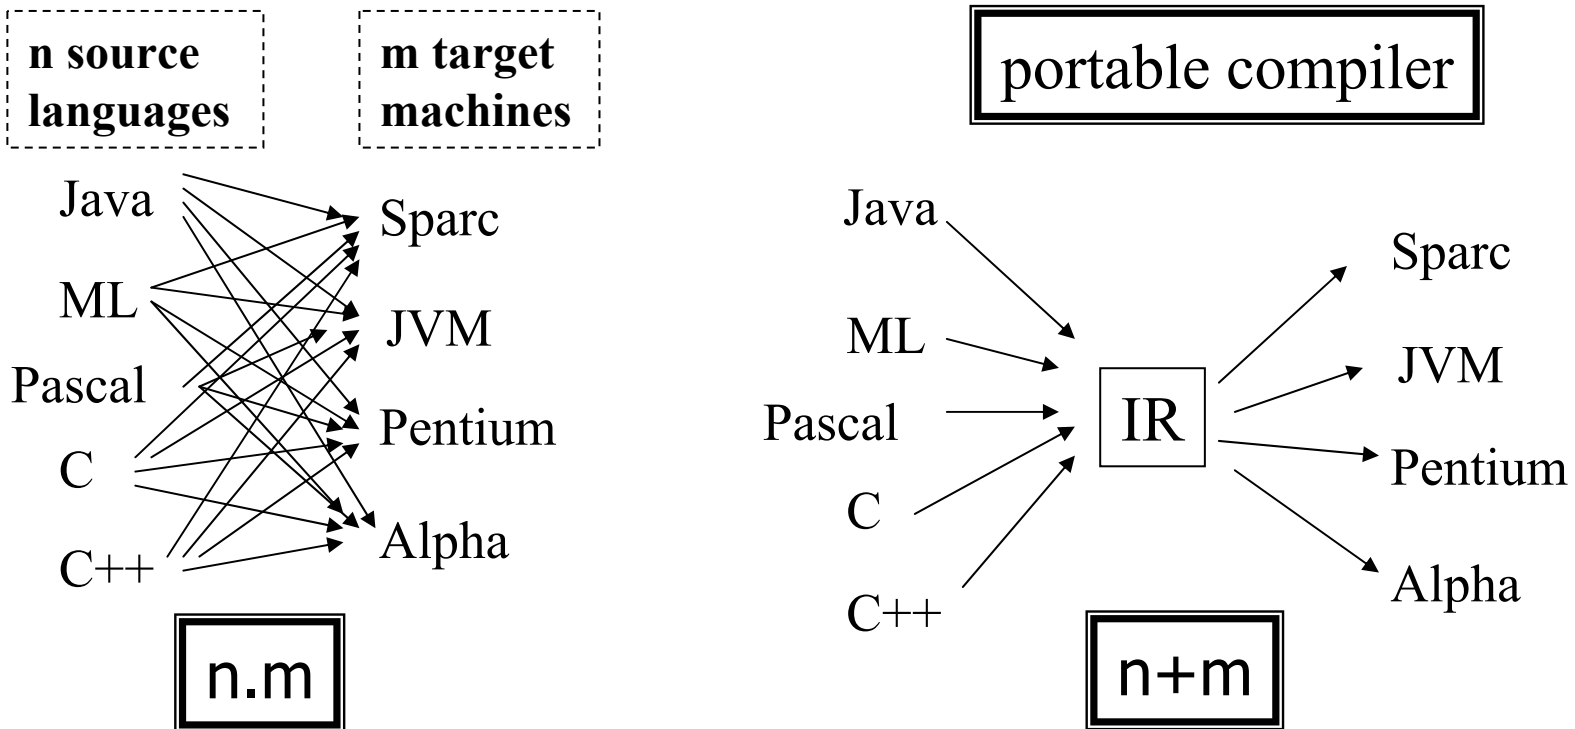 n source
languages
m target
machines
Java
ML
Pascal
C
C++
Sparc
JVM
Pentium
Alpha
n.m
portable compiler
Java
ML
Pascal
C
C++
IR
Sparc
JVM
Pentium
Alpha
n+m